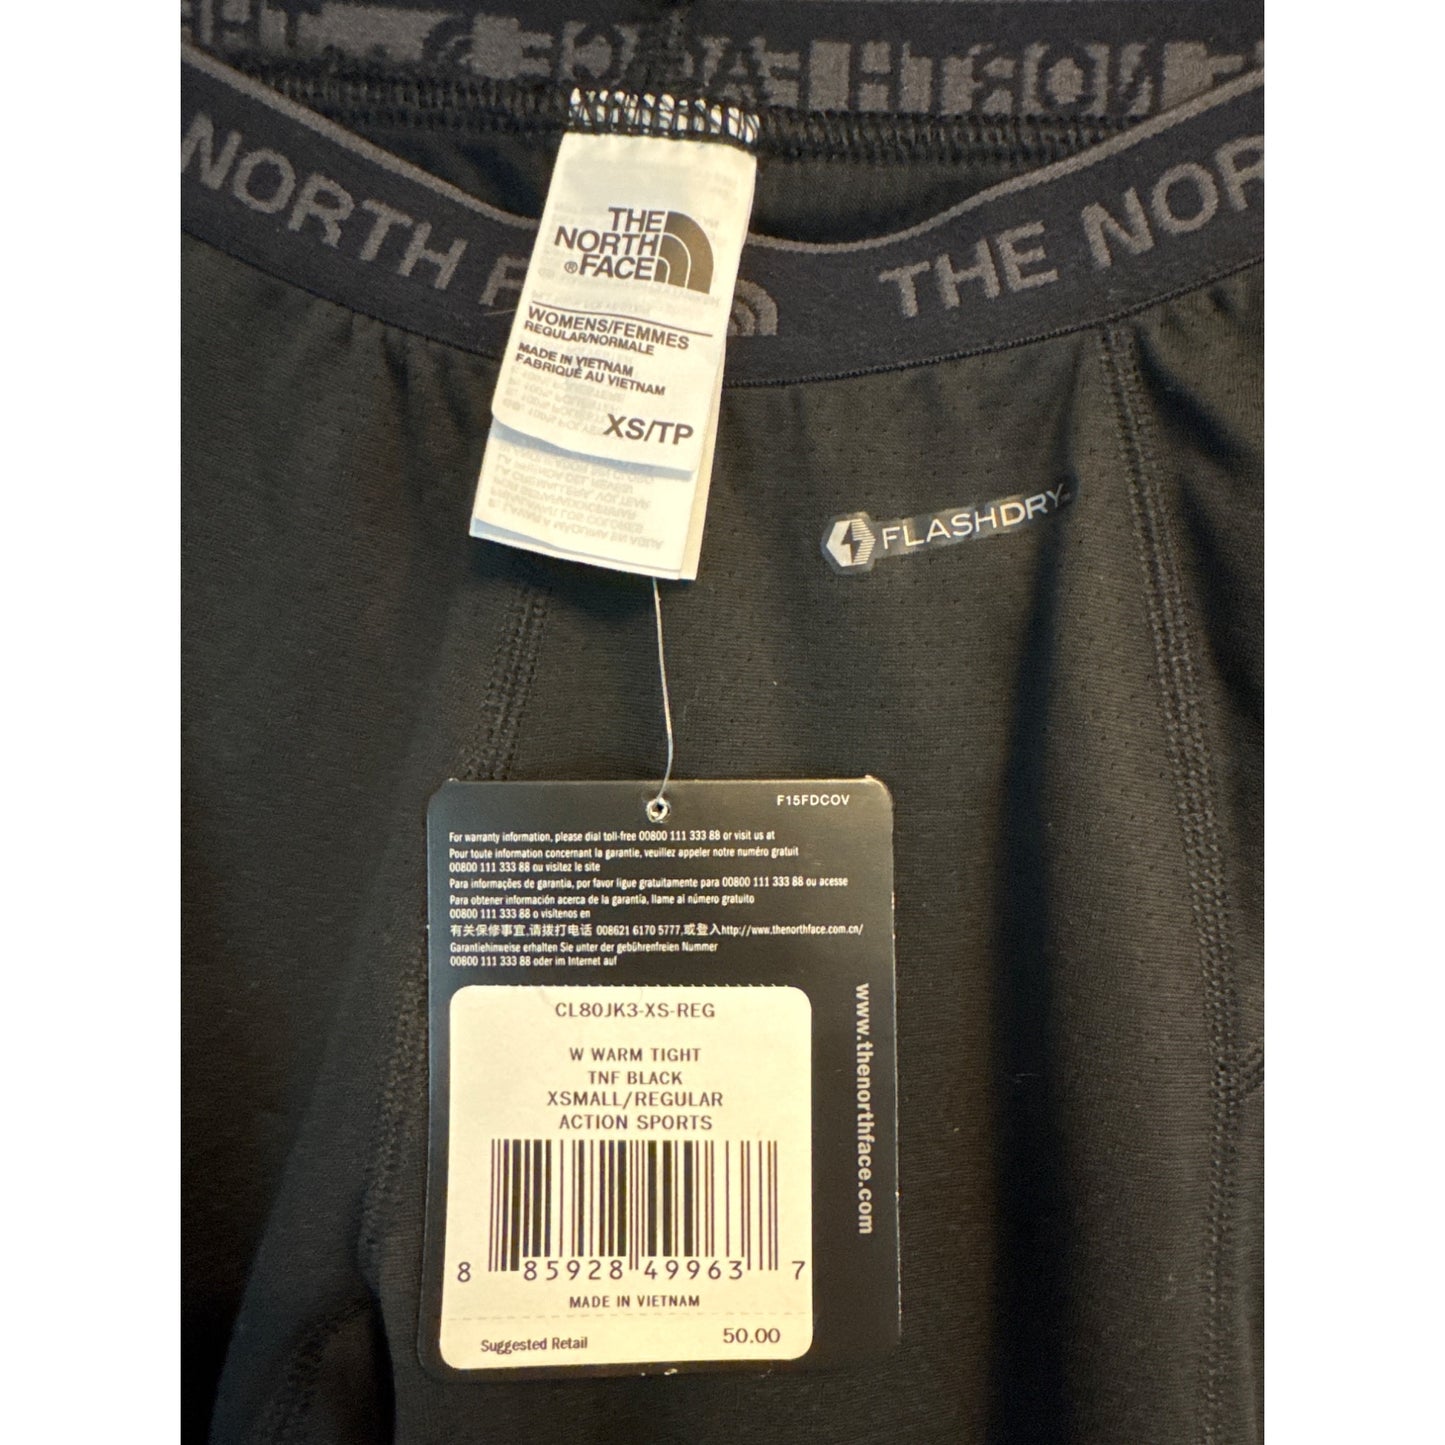 THE NORTH
NORTH F
THE NOR
THE
NORTH
®FACE
WOMENS/FEMMES
REGULAR/NORMALE
MADE IN VIETNAM
FABRIQUÉ AU VIETNAM
XS/TP
FLASHDRY™
F15FDCOV
For warranty information, please dial toll-free 00800 111 333 88 or visit us at
Pour toute information concernant la garantie, veuillez appeler notre numéro gratuit
00800 111 333 88 ou visitez le site
Para informações de garantia, por favor ligue gratuitamente para 00800 111 333 88 ou acesse
Para obtener información acerca de la garantía, llame al número gratuito
00800 111 333 88 o visítenos en
有关保修事宜,请拨打电话 008621 6170 5777,或登入http://www.thenorthface.com.cn/
Garantiehinweise erhalten Sie unter der gebührenfreien Nummer
00800 111 333 88 oder im Internet auf
www.thenorthface.com
CL80JK3-XS-REG
W WARM TIGHT
TNF BLACK
XSMALL/REGULAR
ACTION SPORTS
8 85928 49963 7
MADE IN VIETNAM
Suggested Retail 50.00